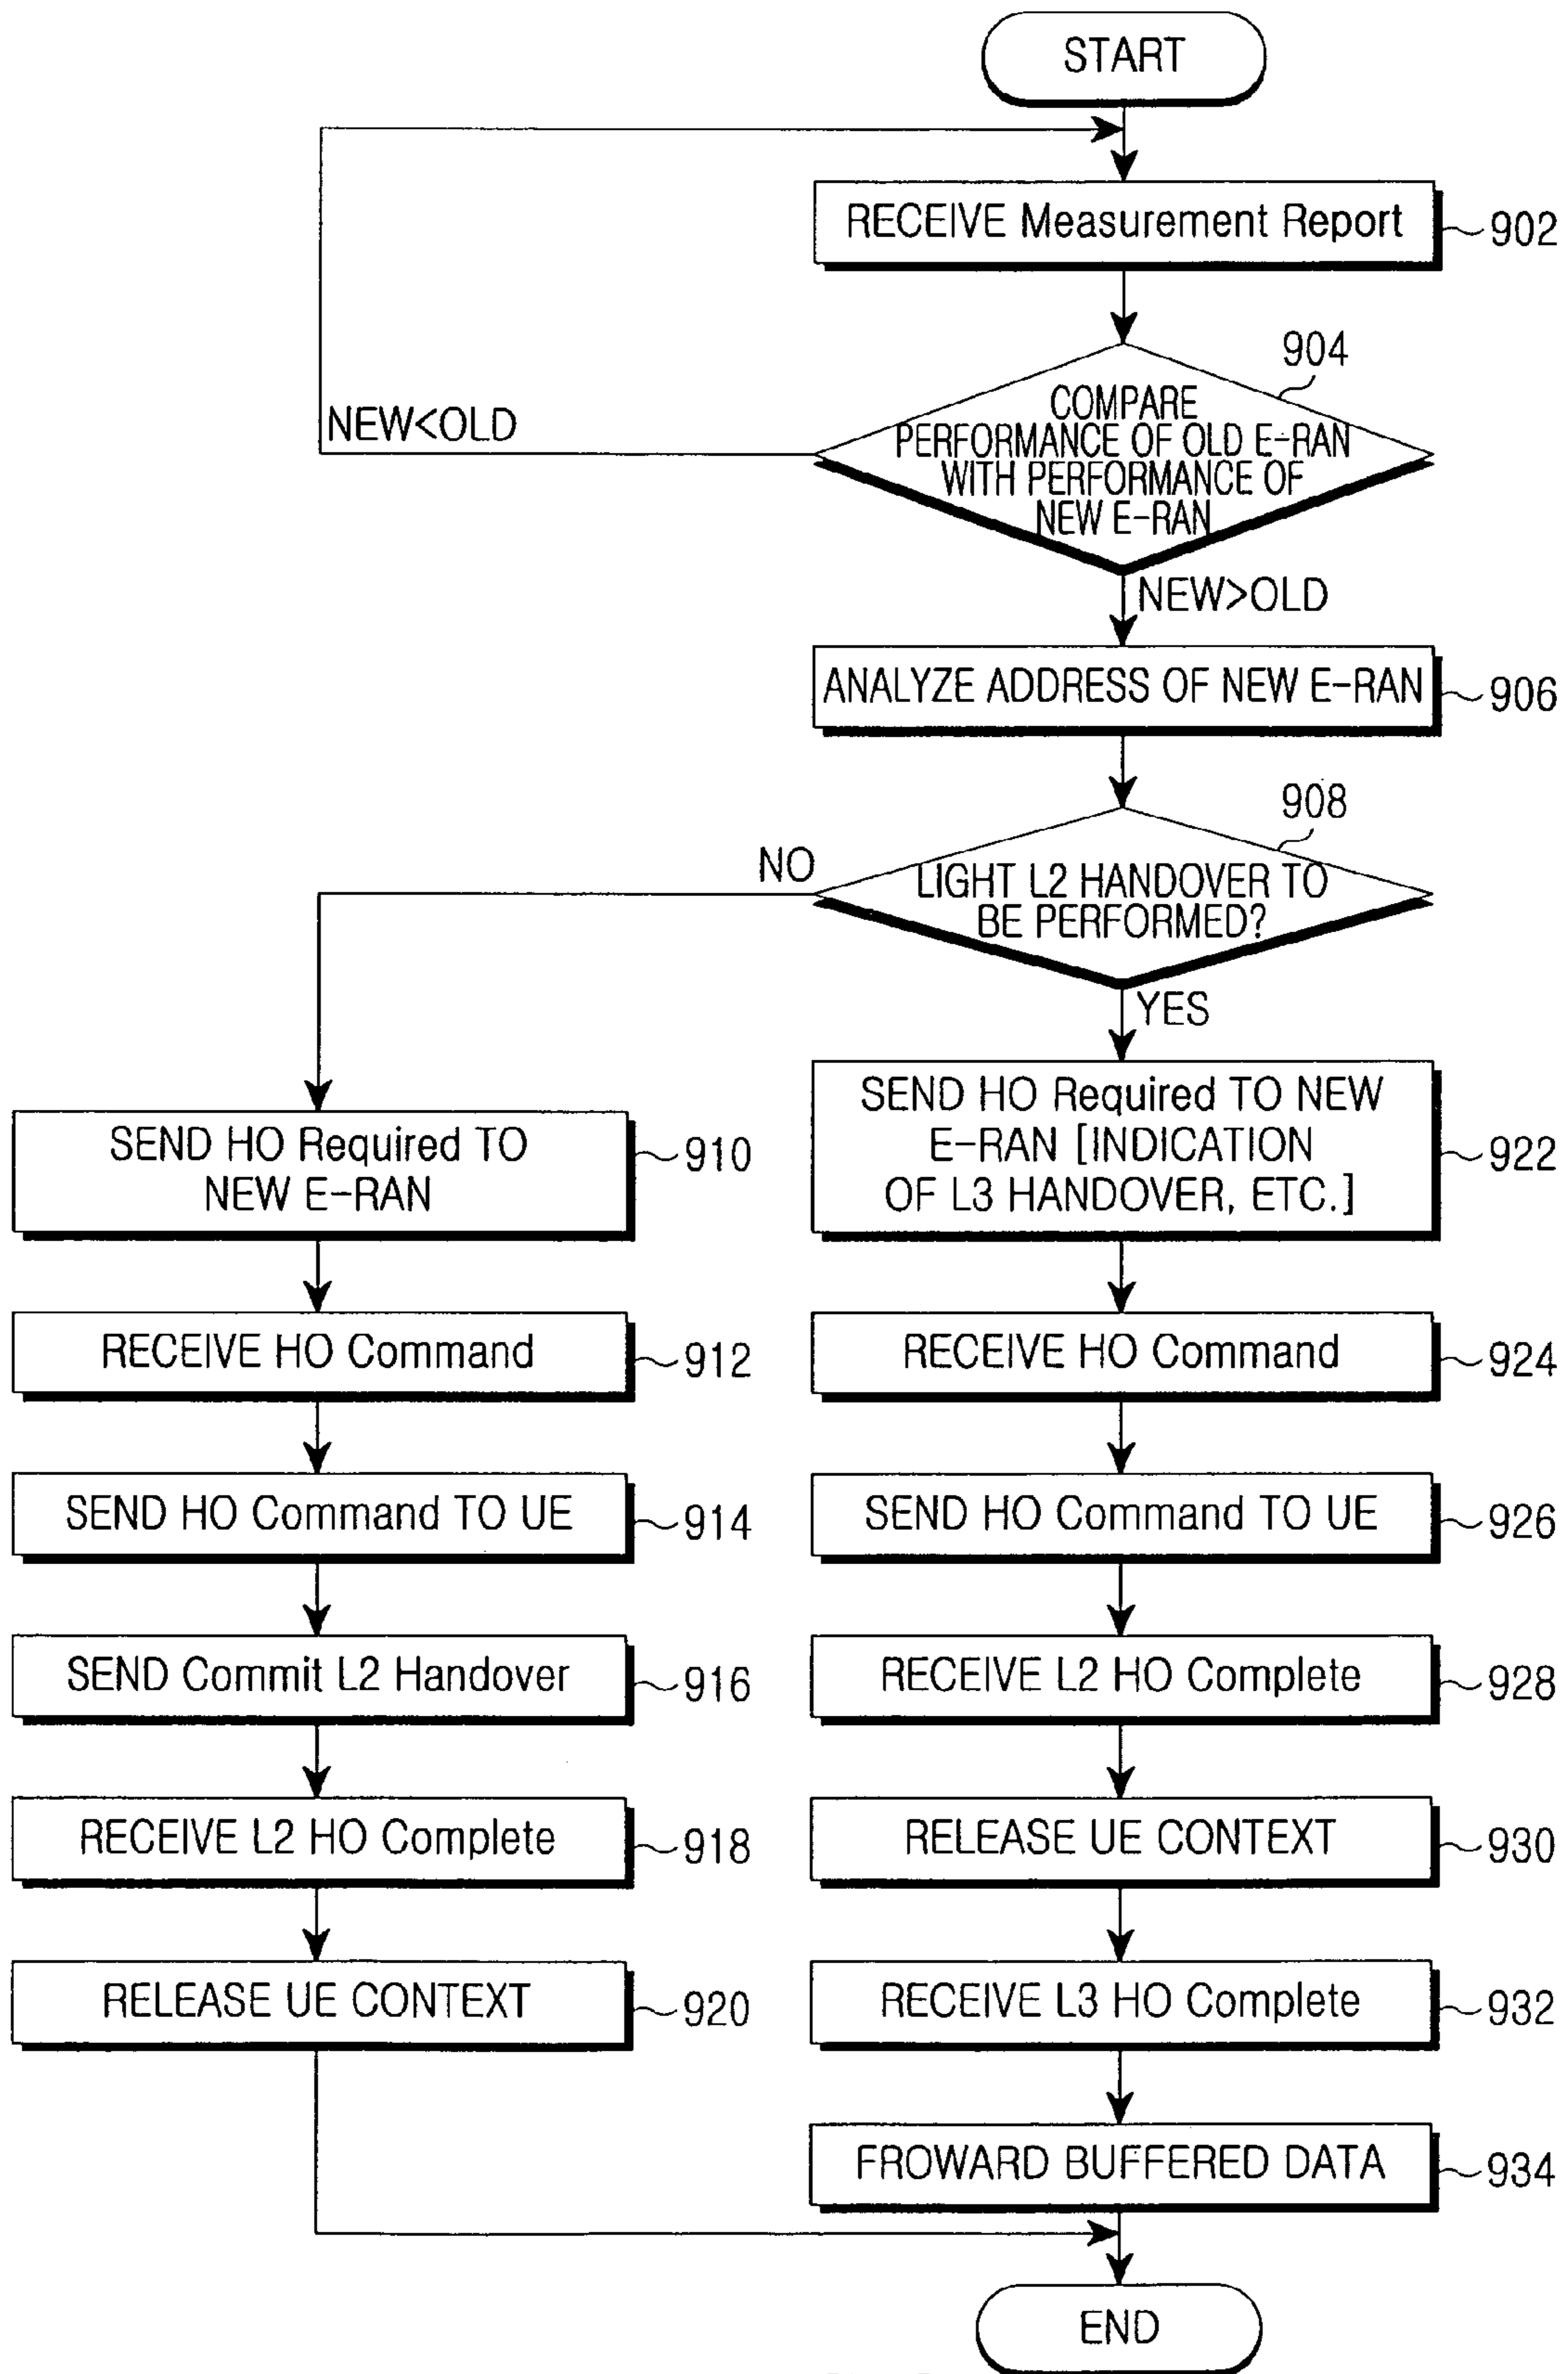 START
RECEIVE Measurement Report
902
904
COMPARE
PERFORMANCE OF OLD E-RAN
WITH PERFORMANCE OF
NEW E-RAN
NEW<OLD
NEW>OLD
ANALYZE ADDRESS OF NEW E-RAN
906
908
LIGHT L2 HANDOVER TO
BE PERFORMED?
NO
YES
SEND HO Required TO
NEW E-RAN
910
RECEIVE HO Command
912
SEND HO Command TO UE
914
SEND Commit L2 Handover
916
RECEIVE L2 HO Complete
918
RELEASE UE CONTEXT
920
SEND HO Required TO NEW
E-RAN [INDICATION
OF L3 HANDOVER, ETC.]
922
RECEIVE HO Command
924
SEND HO Command TO UE
926
RECEIVE L2 HO Complete
928
RELEASE UE CONTEXT
930
RECEIVE L3 HO Complete
932
FROWARD BUFFERED DATA
934
END